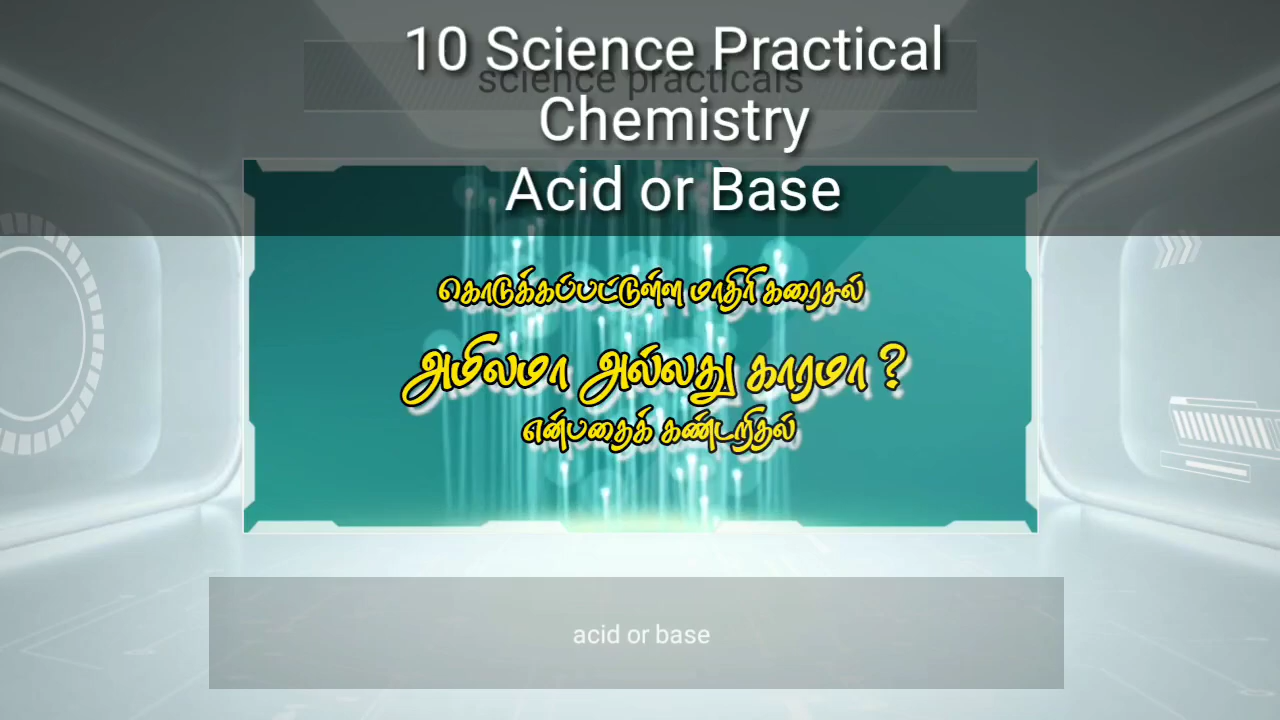 10 Science Practical
science practicals
Chemistry
Acid or Base
கொடுக்கப்பட்டுள்ள மாதிரி கரைசல்
அமிலமா அல்லது காரமா ?
என்பதைக் கண்டறிதல்
acid or base